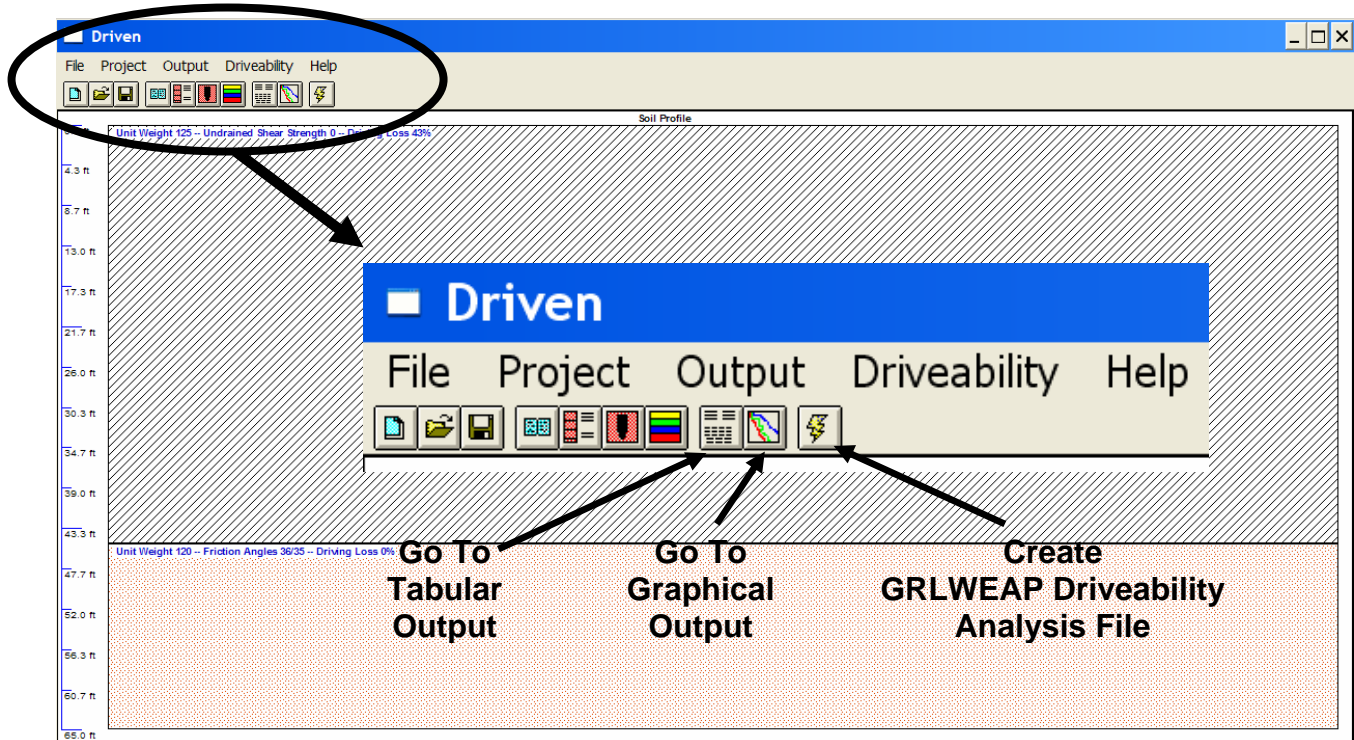 Driven
File Project Output Driveability Help
Soil Profile
Unit Weight 125 -- Undrained Shear Strength 0 -- Driving Loss 43%
4.3 ft
8.7 ft
13.0 ft
17.3 ft
21.7 ft
26.0 ft
30.3 ft
34.7 ft
39.0 ft
43.3 ft
47.7 ft
52.0 ft
56.3 ft
60.7 ft
65.0 ft
Driven
File Project Output Driveability Help
Unit Weight 120 -- Friction Angles 36/35 -- Driving Loss 0%
Go To
Tabular
Output
Go To
Graphical
Output
Create
GRLWEAP Driveability
Analysis File